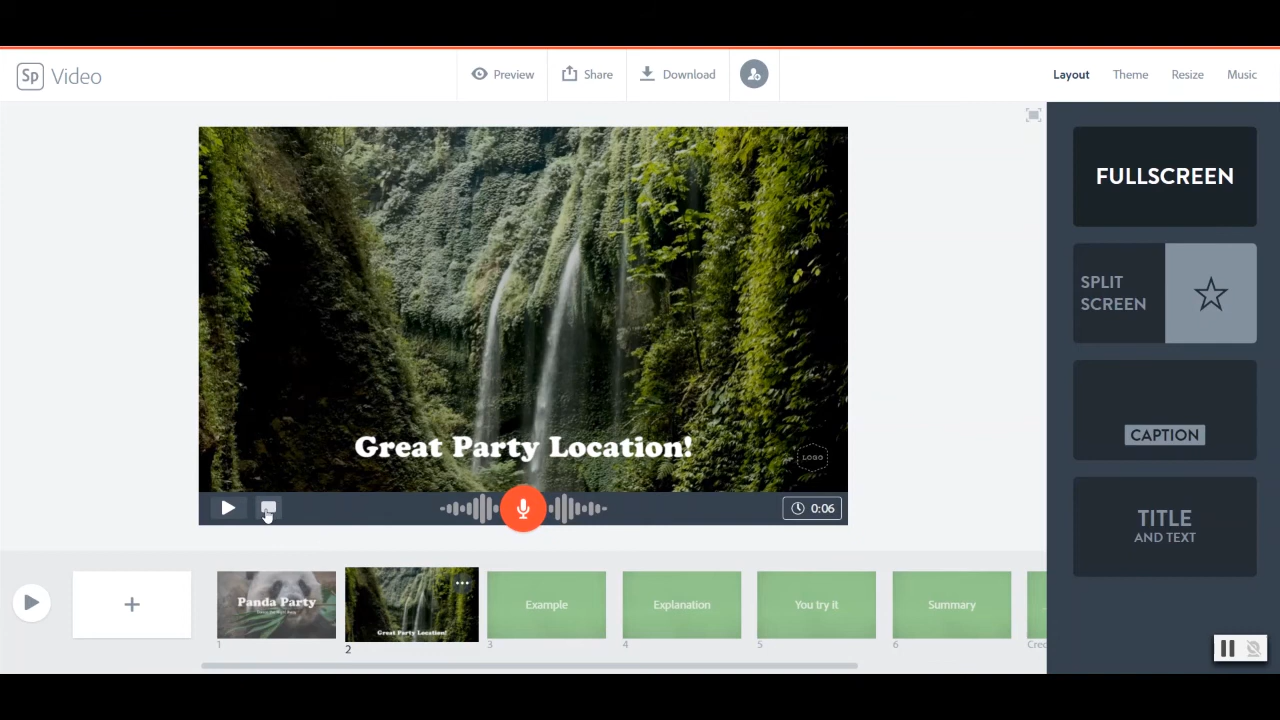 Sp Video
Preview
Share
Download
Layout
Theme
Resize
Music
Great Party Location!
LOGO
0:06
FULLSCREEN
SPLIT
SCREEN
CAPTION
TITLE
AND TEXT
+
Panda Party
Great Party Location!
Example
Explanation
You try it
Summary
1
2
3
4
5
6